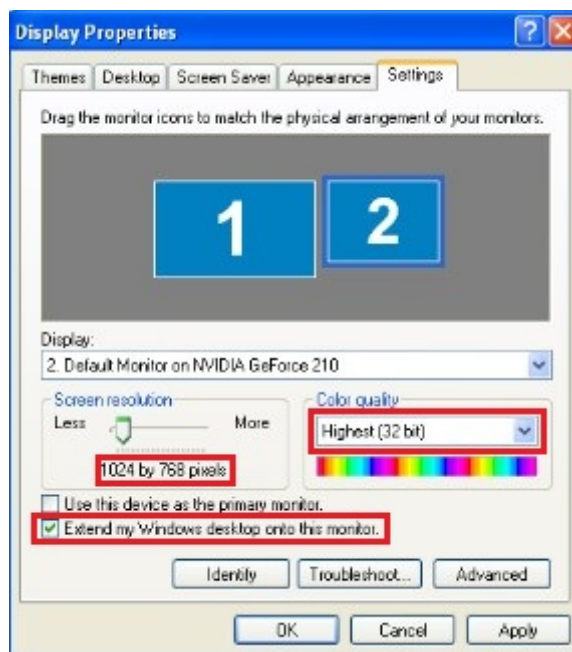 Display Properties
Themes Desktop Screen Saver Appearance Settings
Drag the monitor icons to match the physical arrangement of your monitors.
1 2
Display:
2. Default Monitor on NVIDIA GeForce 210
Screen resolution
Less More
1024 by 768 pixels
Color quality
Highest (32 bit)
Use this device as the primary monitor.
Extend my Windows desktop onto this monitor.
Identify Troubleshoot... Advanced
OK Cancel Apply